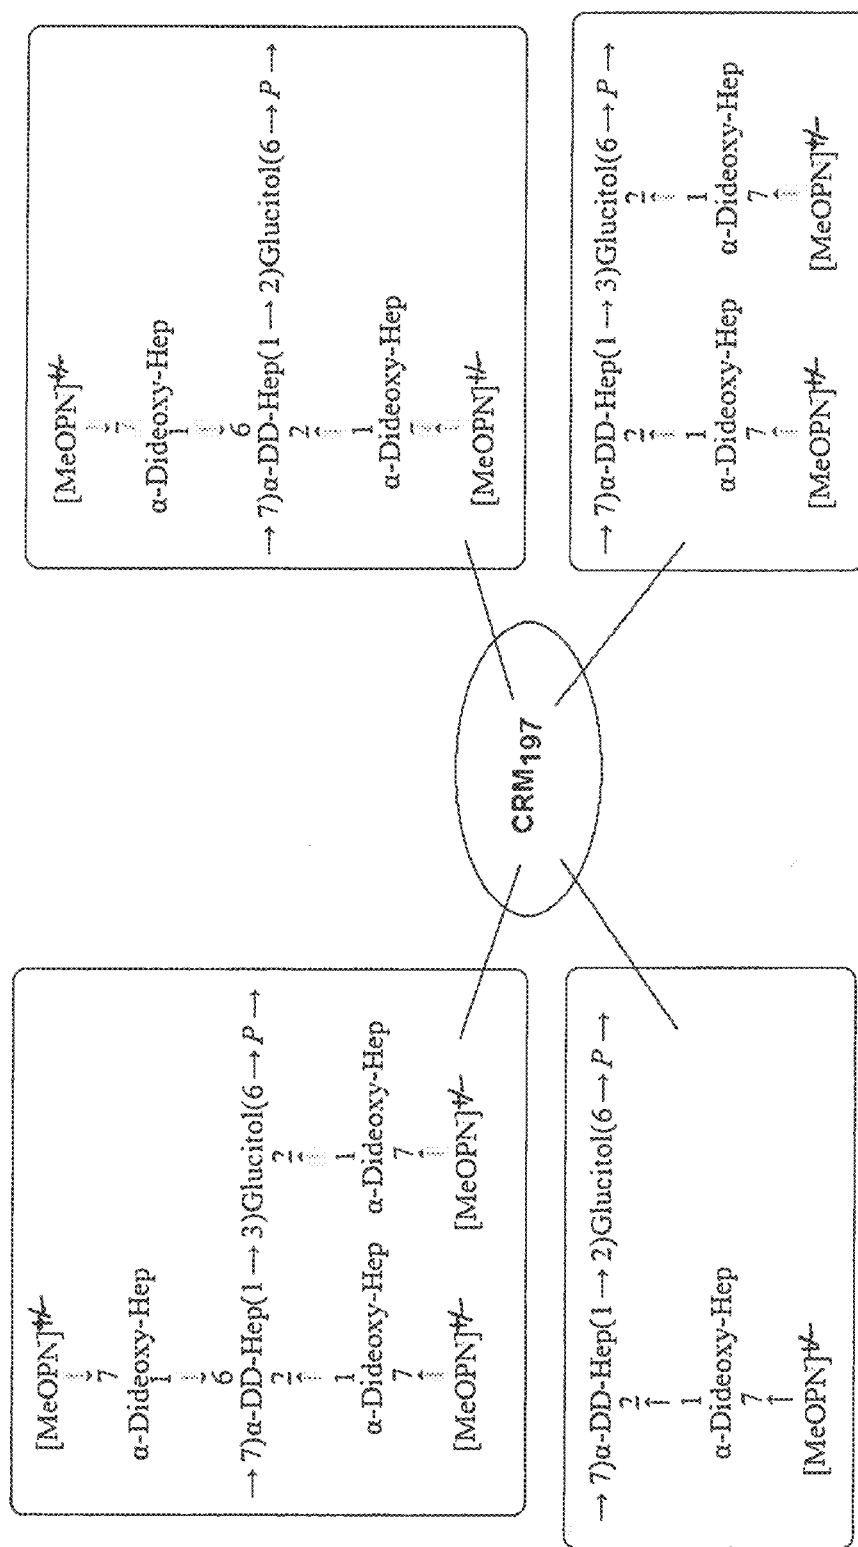 [MeOPN]+/–
7
α-Dideoxy-Hep
1
6
→ 7)α-DD-Hep(1 → 3)Glucitol(6 → P →
2 2
1 1
α-Dideoxy-Hep α-Dideoxy-Hep
7 7
[MeOPN]+/– [MeOPN]+/–
[MeOPN]+/–
7
α-Dideoxy-Hep
1
6
→ 7)α-DD-Hep(1 → 2)Glucitol(6 → P →
2
1
α-Dideoxy-Hep
[MeOPN]+/–
CRM197
→ 7)α-DD-Hep(1 → 2)Glucitol(6 → P →
2
1
α-Dideoxy-Hep
7
[MeOPN]+/–
→ 7)α-DD-Hep(1 → 3)Glucitol(6 → P →
2 2
1 1
α-Dideoxy-Hep α-Dideoxy-Hep
7 7
[MeOPN]+/– [MeOPN]+/–